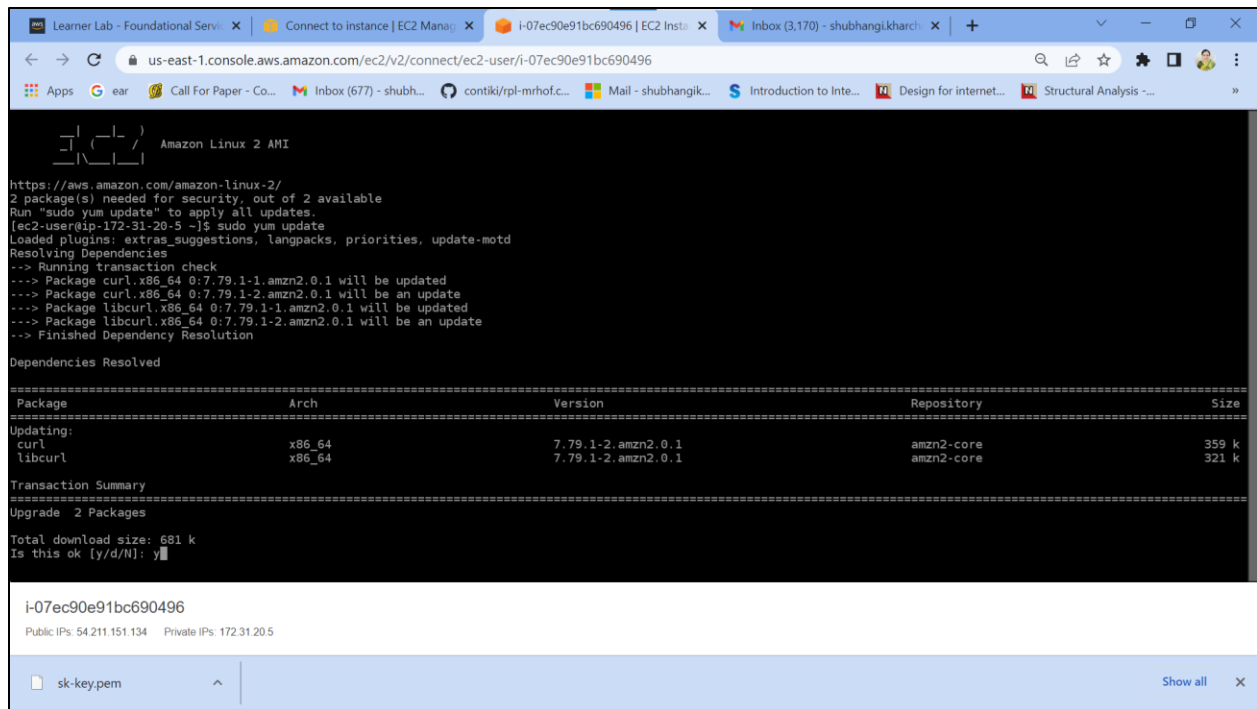 aws Learner Lab - Foundational Servic
Connect to instance | EC2 Manag
i-07ec90e91bc690496 | EC2 Insta
Inbox (3,170) - shubhangi.kharch
us-east-1.console.aws.amazon.com/ec2/v2/connect/ec2-user/i-07ec90e91bc690496
Apps
ear
Call For Paper - Co...
Inbox (677) - shubh...
contiki/rpl-mrhof.c...
Mail - shubhangik...
Introduction to Inte...
Design for internet...
Structural Analysis -...
»
__|  __|_  )
_|  (     /   Amazon Linux 2 AMI
___|\___|___|
https://aws.amazon.com/amazon-linux-2/
2 package(s) needed for security, out of 2 available
Run "sudo yum update" to apply all updates.
[ec2-user@ip-172-31-20-5 ~]$ sudo yum update
Loaded plugins: extras_suggestions, langpacks, priorities, update-motd
Resolving Dependencies
--> Running transaction check
---> Package curl.x86_64 0:7.79.1-1.amzn2.0.1 will be updated
---> Package curl.x86_64 0:7.79.1-2.amzn2.0.1 will be an update
---> Package libcurl.x86_64 0:7.79.1-1.amzn2.0.1 will be updated
---> Package libcurl.x86_64 0:7.79.1-2.amzn2.0.1 will be an update
--> Finished Dependency Resolution
Dependencies Resolved
Package Arch Version Repository Size
Updating:
curl x86_64 7.79.1-2.amzn2.0.1 amzn2-core 359 k
libcurl x86_64 7.79.1-2.amzn2.0.1 amzn2-core 321 k
Transaction Summary
Upgrade  2 Packages
Total download size: 681 k
Is this ok [y/d/N]: y
i-07ec90e91bc690496
Public IPs: 54.211.151.134 Private IPs: 172.31.20.5
sk-key.pem
Show all